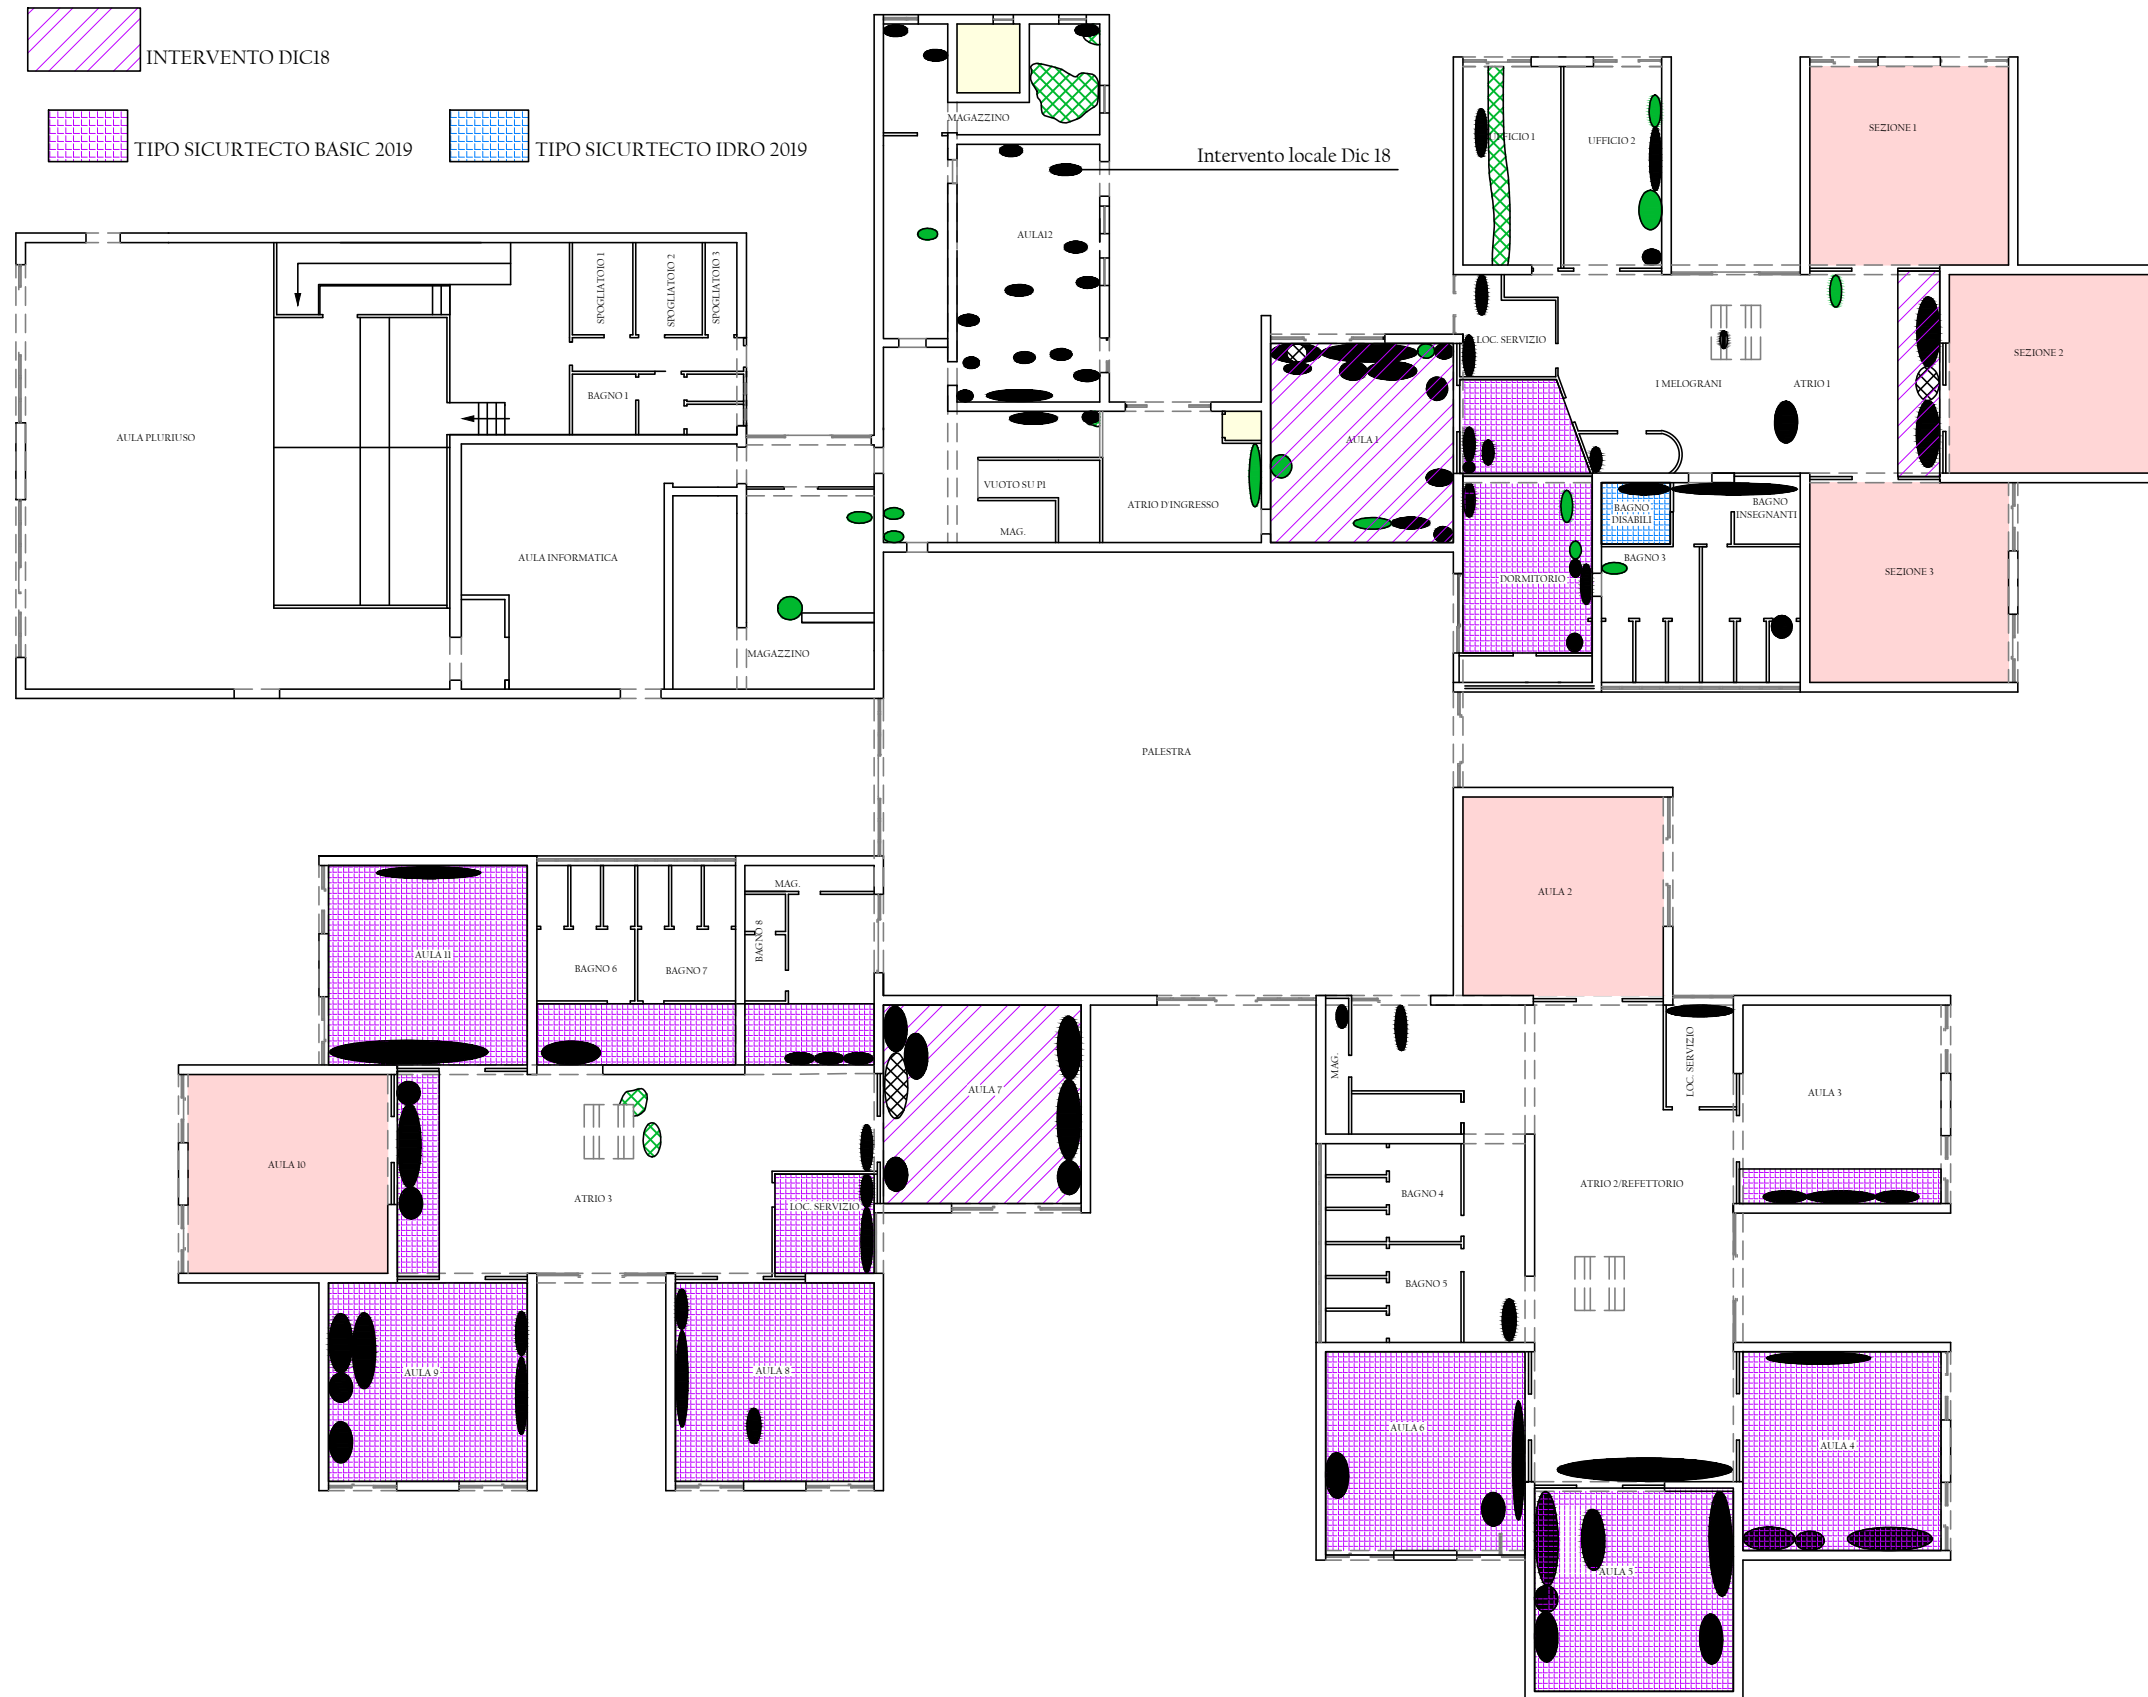 INTERVENTO DIC18
TIPO SICURTECTO BASIC 2019
TIPO SICURTECTO IDRO 2019
MAGAZZINO
Intervento locale Dic 18
UFFICIO 1
UFFICIO 2
SEZIONE 1
AULA12
SPOGLIATOIO 1
SPOGLIATOIO 2
SPOGLIATOIO 3
LOC. SERVIZIO
SEZIONE 2
I MELOGRANI
ATRIO 1
BAGNO 1
AULA PLURIUSO
AULA 1
VUOTO SU P1
ATRIO D'INGRESSO
MAG.
BAGNO
DISABILI
BAGNO
INSEGNANTI
AULA INFORMATICA
BAGNO 3
SEZIONE 3
DORMITORIO
MAGAZZINO
PALESTRA
AULA 2
MAG.
AULA 11
BAGNO 6
BAGNO 7
BAGNO 8
AULA 7
MAG.
LOC. SERVIZIO
AULA 3
AULA 10
ATRIO 3
LOC. SERVIZIO
BAGNO 4
ATRIO 2/REFETTORIO
BAGNO 5
AULA 9
AULA 8
AULA 6
AULA 4
AULA 5